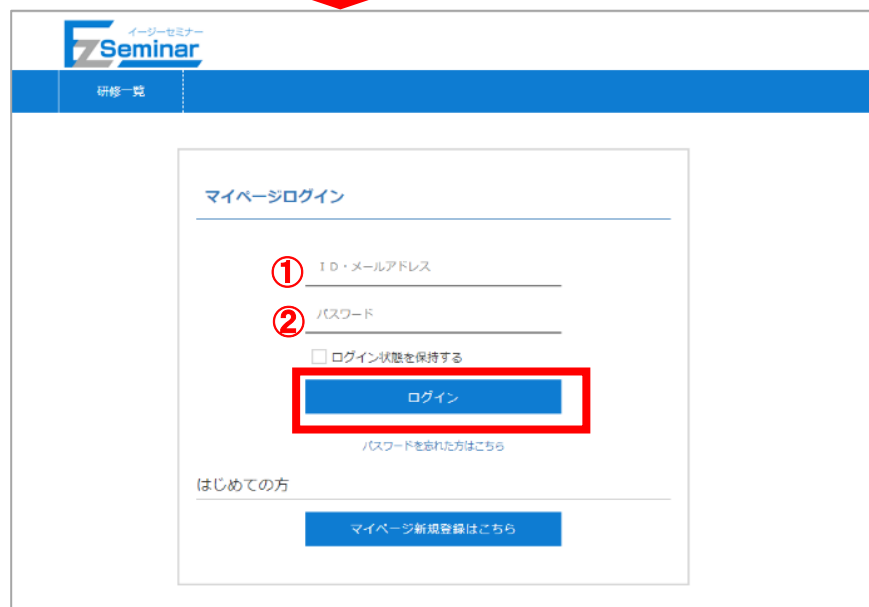 イージーセミナー
EZSeminar
研修一覧
マイページログイン
① ID・メールアドレス
② パスワード
ログイン状態を保持する
ログイン
パスワードを忘れた方はこちら
はじめての方
マイページ新規登録はこちら